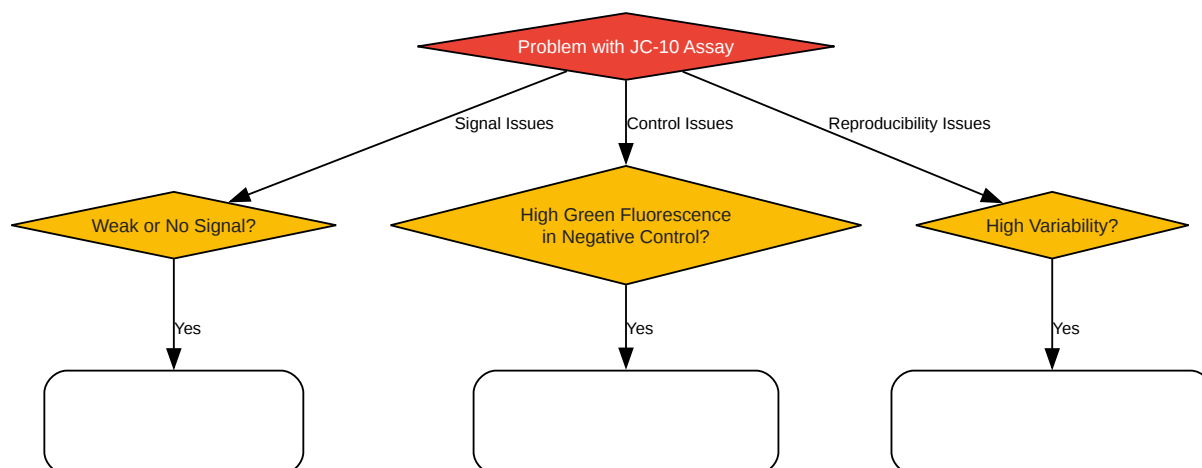 Problem with JC-10 Assay
Signal Issues
Control Issues
Reproducibility Issues
Weak or No Signal?
High Green Fluorescence
in Negative Control?
High Variability?
Yes
Yes
Yes